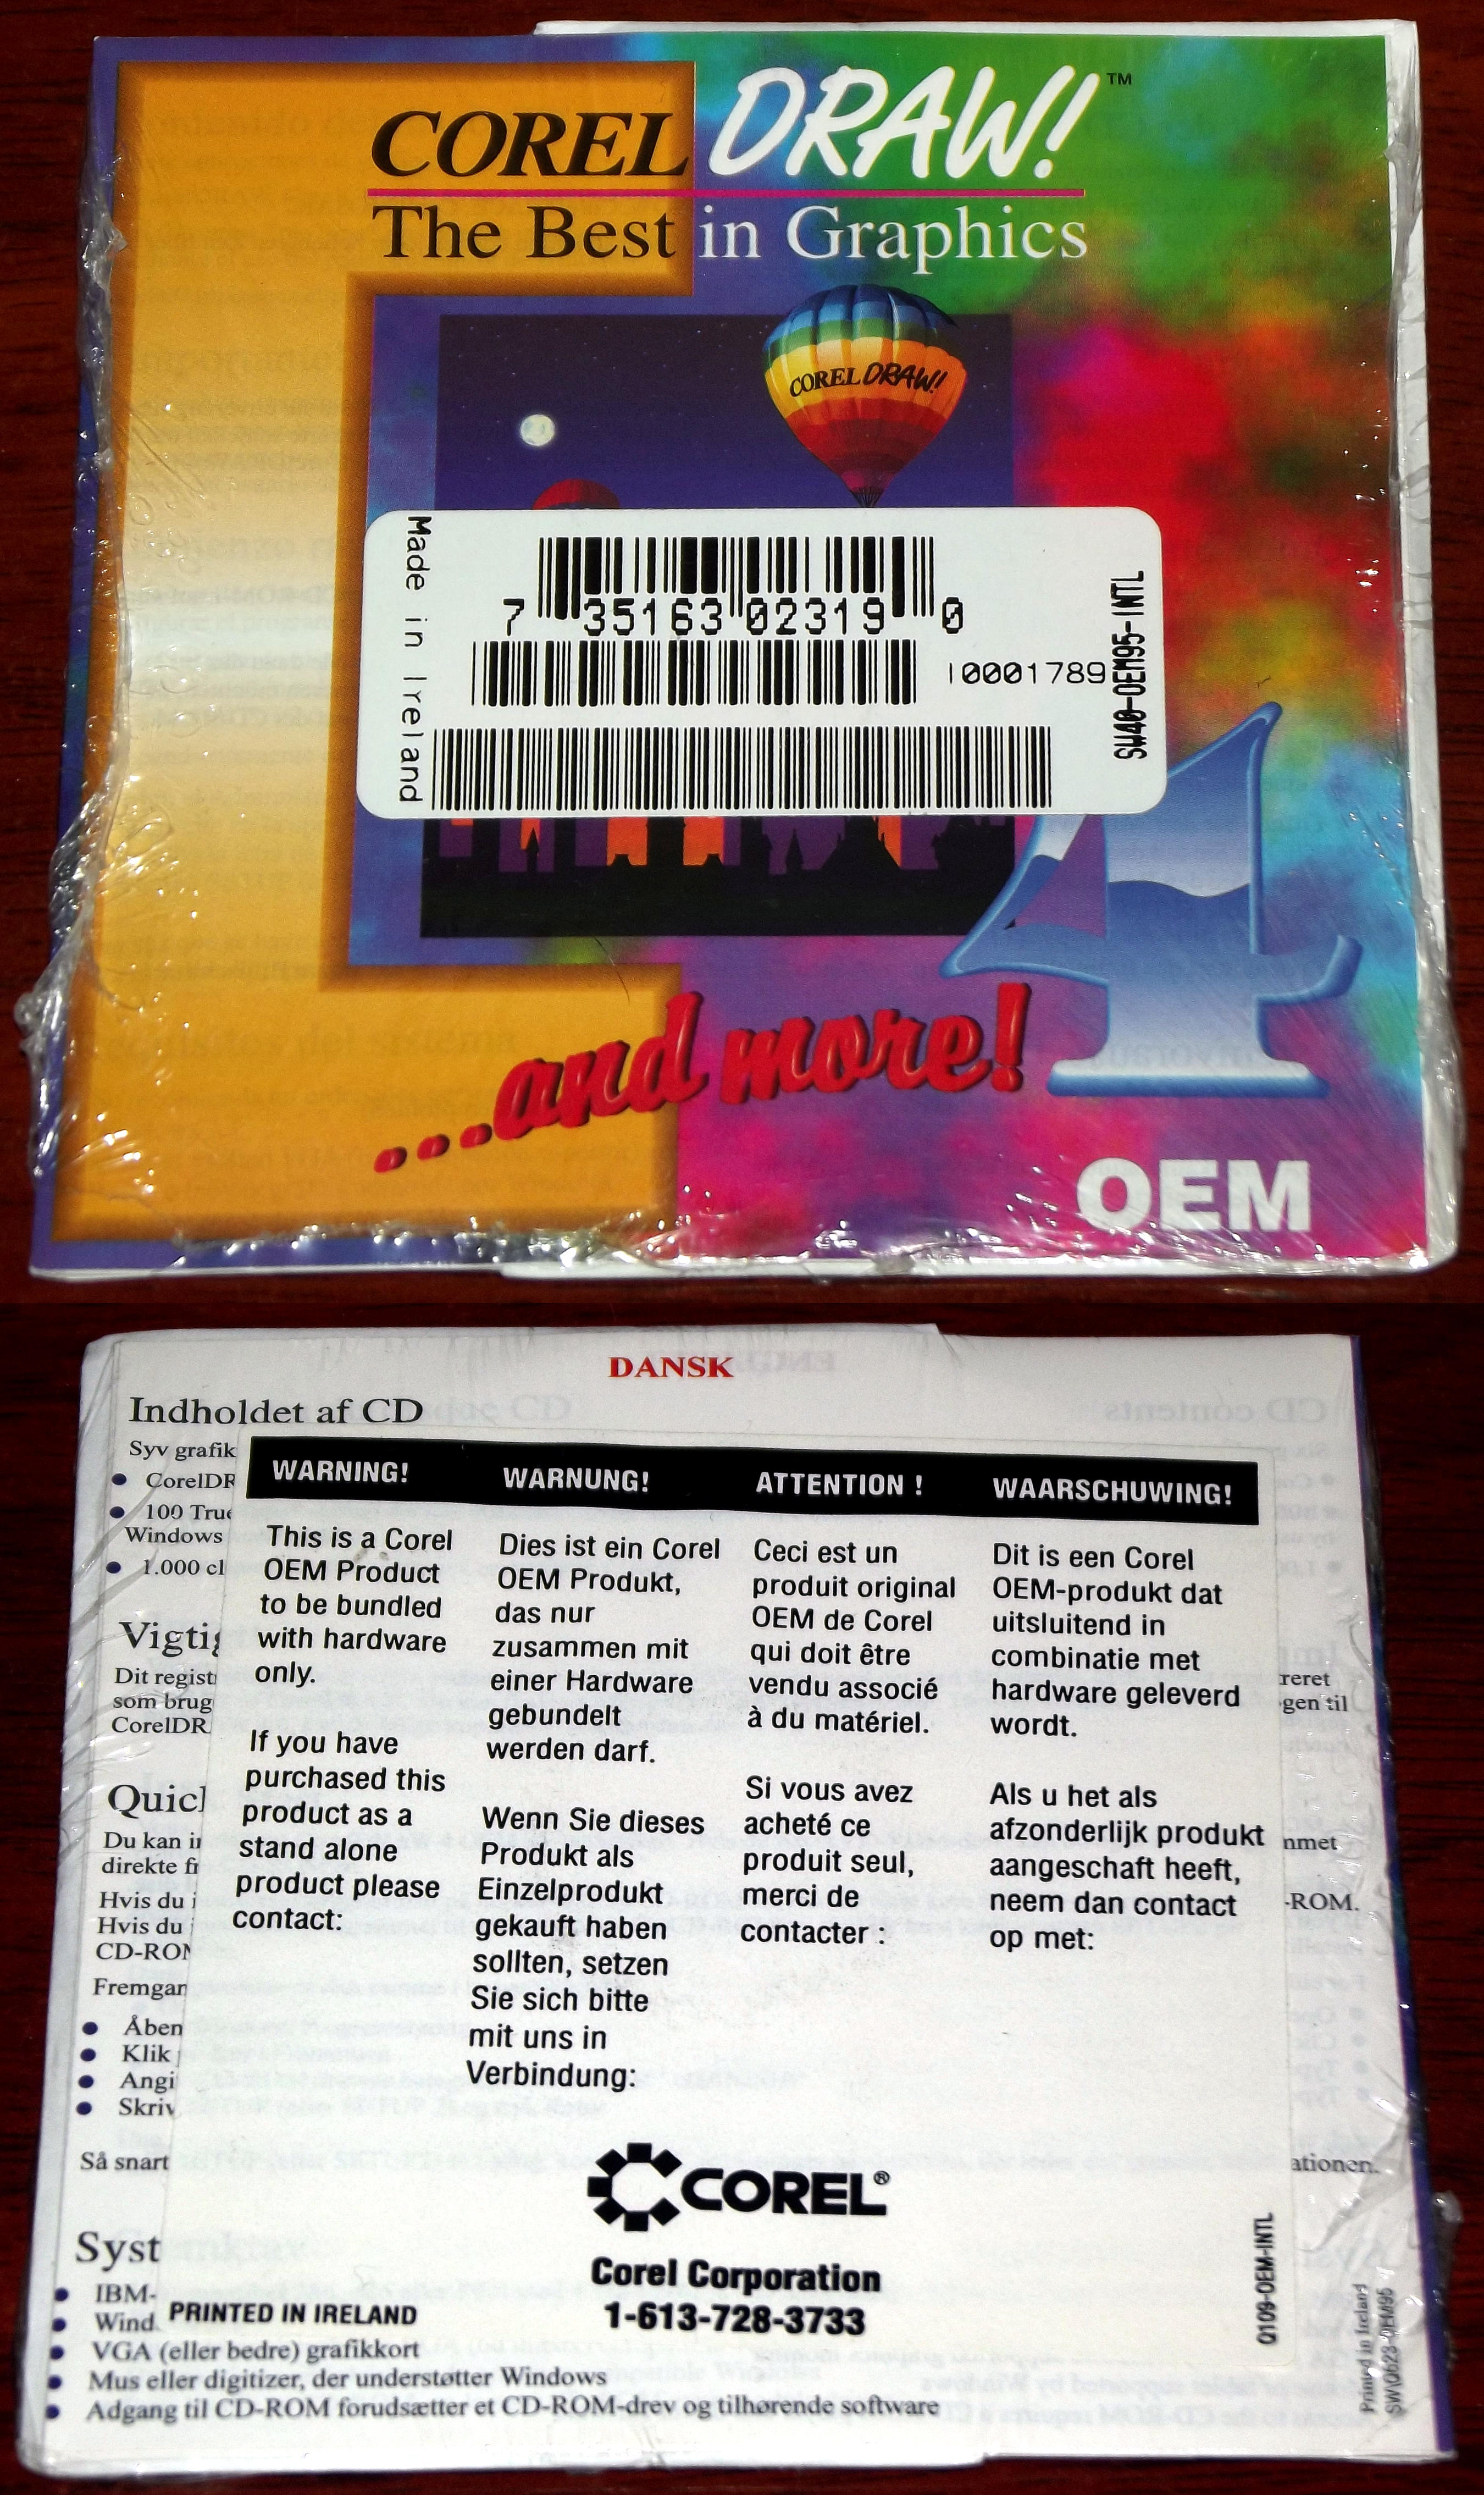 COREL DRAW!™
The Best in Graphics
COREL DRAW!
Made in Ireland
7 35163 02319 0
10001789
SW40-OEM95-INTL
4
...and more!
OEM
DANSK
Indholdet af CD
Syv grafik
• CorelDR
• 100 True
Windows
• 1.000 cl
Vigtig
Dit regist
som brug
CorelDR
reret
gen til
Quick
Du kan i
direkte f
mmet
Hvis du i
Hvis du
CD-ROM
-ROM.
Fremgan
• Åben
• Klik
• Angi
• Skriv
Så snart
ationen.
Syst
• IBM-
• Wind
• VGA (eller bedre) grafikkort
• Mus eller digitizer, der understøtter Windows
• Adgang til CD-ROM forudsætter et CD-ROM-drev og tilhørende software
WARNING!
This is a Corel
OEM Product
to be bundled
with hardware
only.
If you have
purchased this
product as a
stand alone
product please
contact:
WARNUNG!
Dies ist ein Corel
OEM Produkt,
das nur
zusammen mit
einer Hardware
gebundelt
werden darf.
Wenn Sie dieses
Produkt als
Einzelprodukt
gekauft haben
sollten, setzen
Sie sich bitte
mit uns in
Verbindung:
ATTENTION !
Ceci est un
produit original
OEM de Corel
qui doit être
vendu associé
à du matériel.
Si vous avez
acheté ce
produit seul,
merci de
contacter :
WAARSCHUWING!
Dit is een Corel
OEM-produkt dat
uitsluitend in
combinatie met
hardware geleverd
wordt.
Als u het als
afzonderlijk produkt
aangeschaft heeft,
neem dan contact
op met:
COREL®
Corel Corporation
1-613-728-3733
PRINTED IN IRELAND
Q109-OEM-INTL
Printed in Ireland